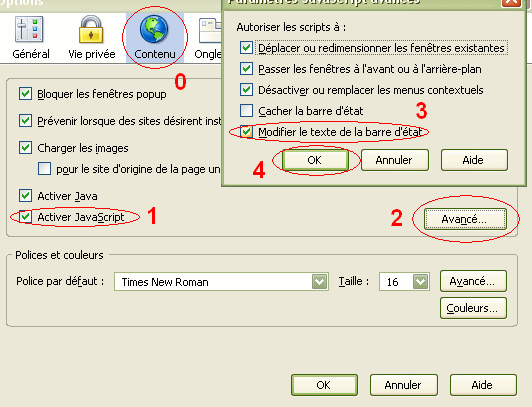 Options
Paramètres JavaScript avancés
Général
Vie privée
Contenu
Ongle
0
Autoriser les scripts à :
Déplacer ou redimensionner les fenêtres existantes
Passer les fenêtres à l'avant ou à l'arrière-plan
Désactiver ou remplacer les menus contextuels
Cacher la barre d'état
3
Modifier le texte de la barre d'état
4
OK
Annuler
Aide
Bloquer les fenêtres popup
Prévenir lorsque des sites désirent inst
Charger les images
pour le site d'origine de la page un
Activer Java
Activer JavaScript
1
2
Avancé...
Polices et couleurs
Police par défaut :
Times New Roman
Taille :
16
Avancé...
Couleurs...
OK
Annuler
Aide